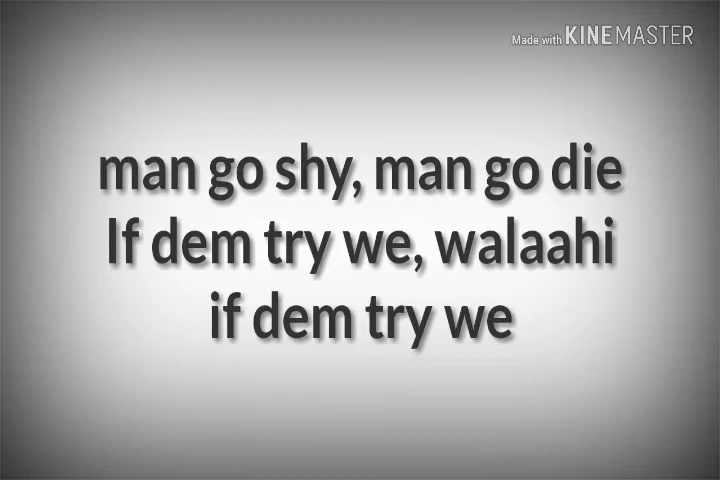 Made with KINEMASTER
man go shy, man go die
If dem try we, walaahi
if dem try we